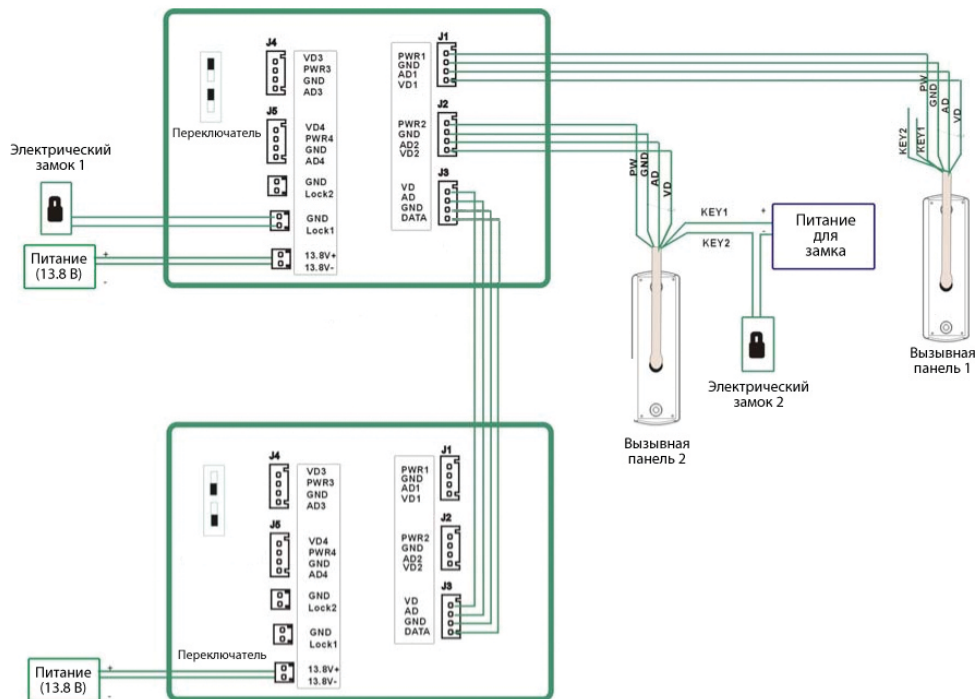 J4
VD3
PWR3
GND
AD3
J5
VD4
PWR4
GND
AD4
GND
Lock2
GND
Lock1
13.8V+
13.8V-
Переключатель
J1
PWR1
GND
AD1
VD1
J2
PWR2
GND
AD2
VD2
J3
VD
AD
GND
DATA
Электрический
замок 1
Питание
(13.8 В)
+
-
PW
GND
AD
VD
KEY2
KEY1
PW
GND
AD
VD
KEY1
KEY2
+
-
Питание
для
замка
Вызывная
панель 1
Электрический
замок 2
Вызывная
панель 2
J4
VD3
PWR3
GND
AD3
J5
VD4
PWR4
GND
AD4
GND
Lock2
GND
Lock1
13.8V+
13.8V-
Переключатель
J1
PWR1
GND
AD1
VD1
J2
PWR2
GND
AD2
VD2
J3
VD
AD
GND
DATA
Питание
(13.8 В)
+
-